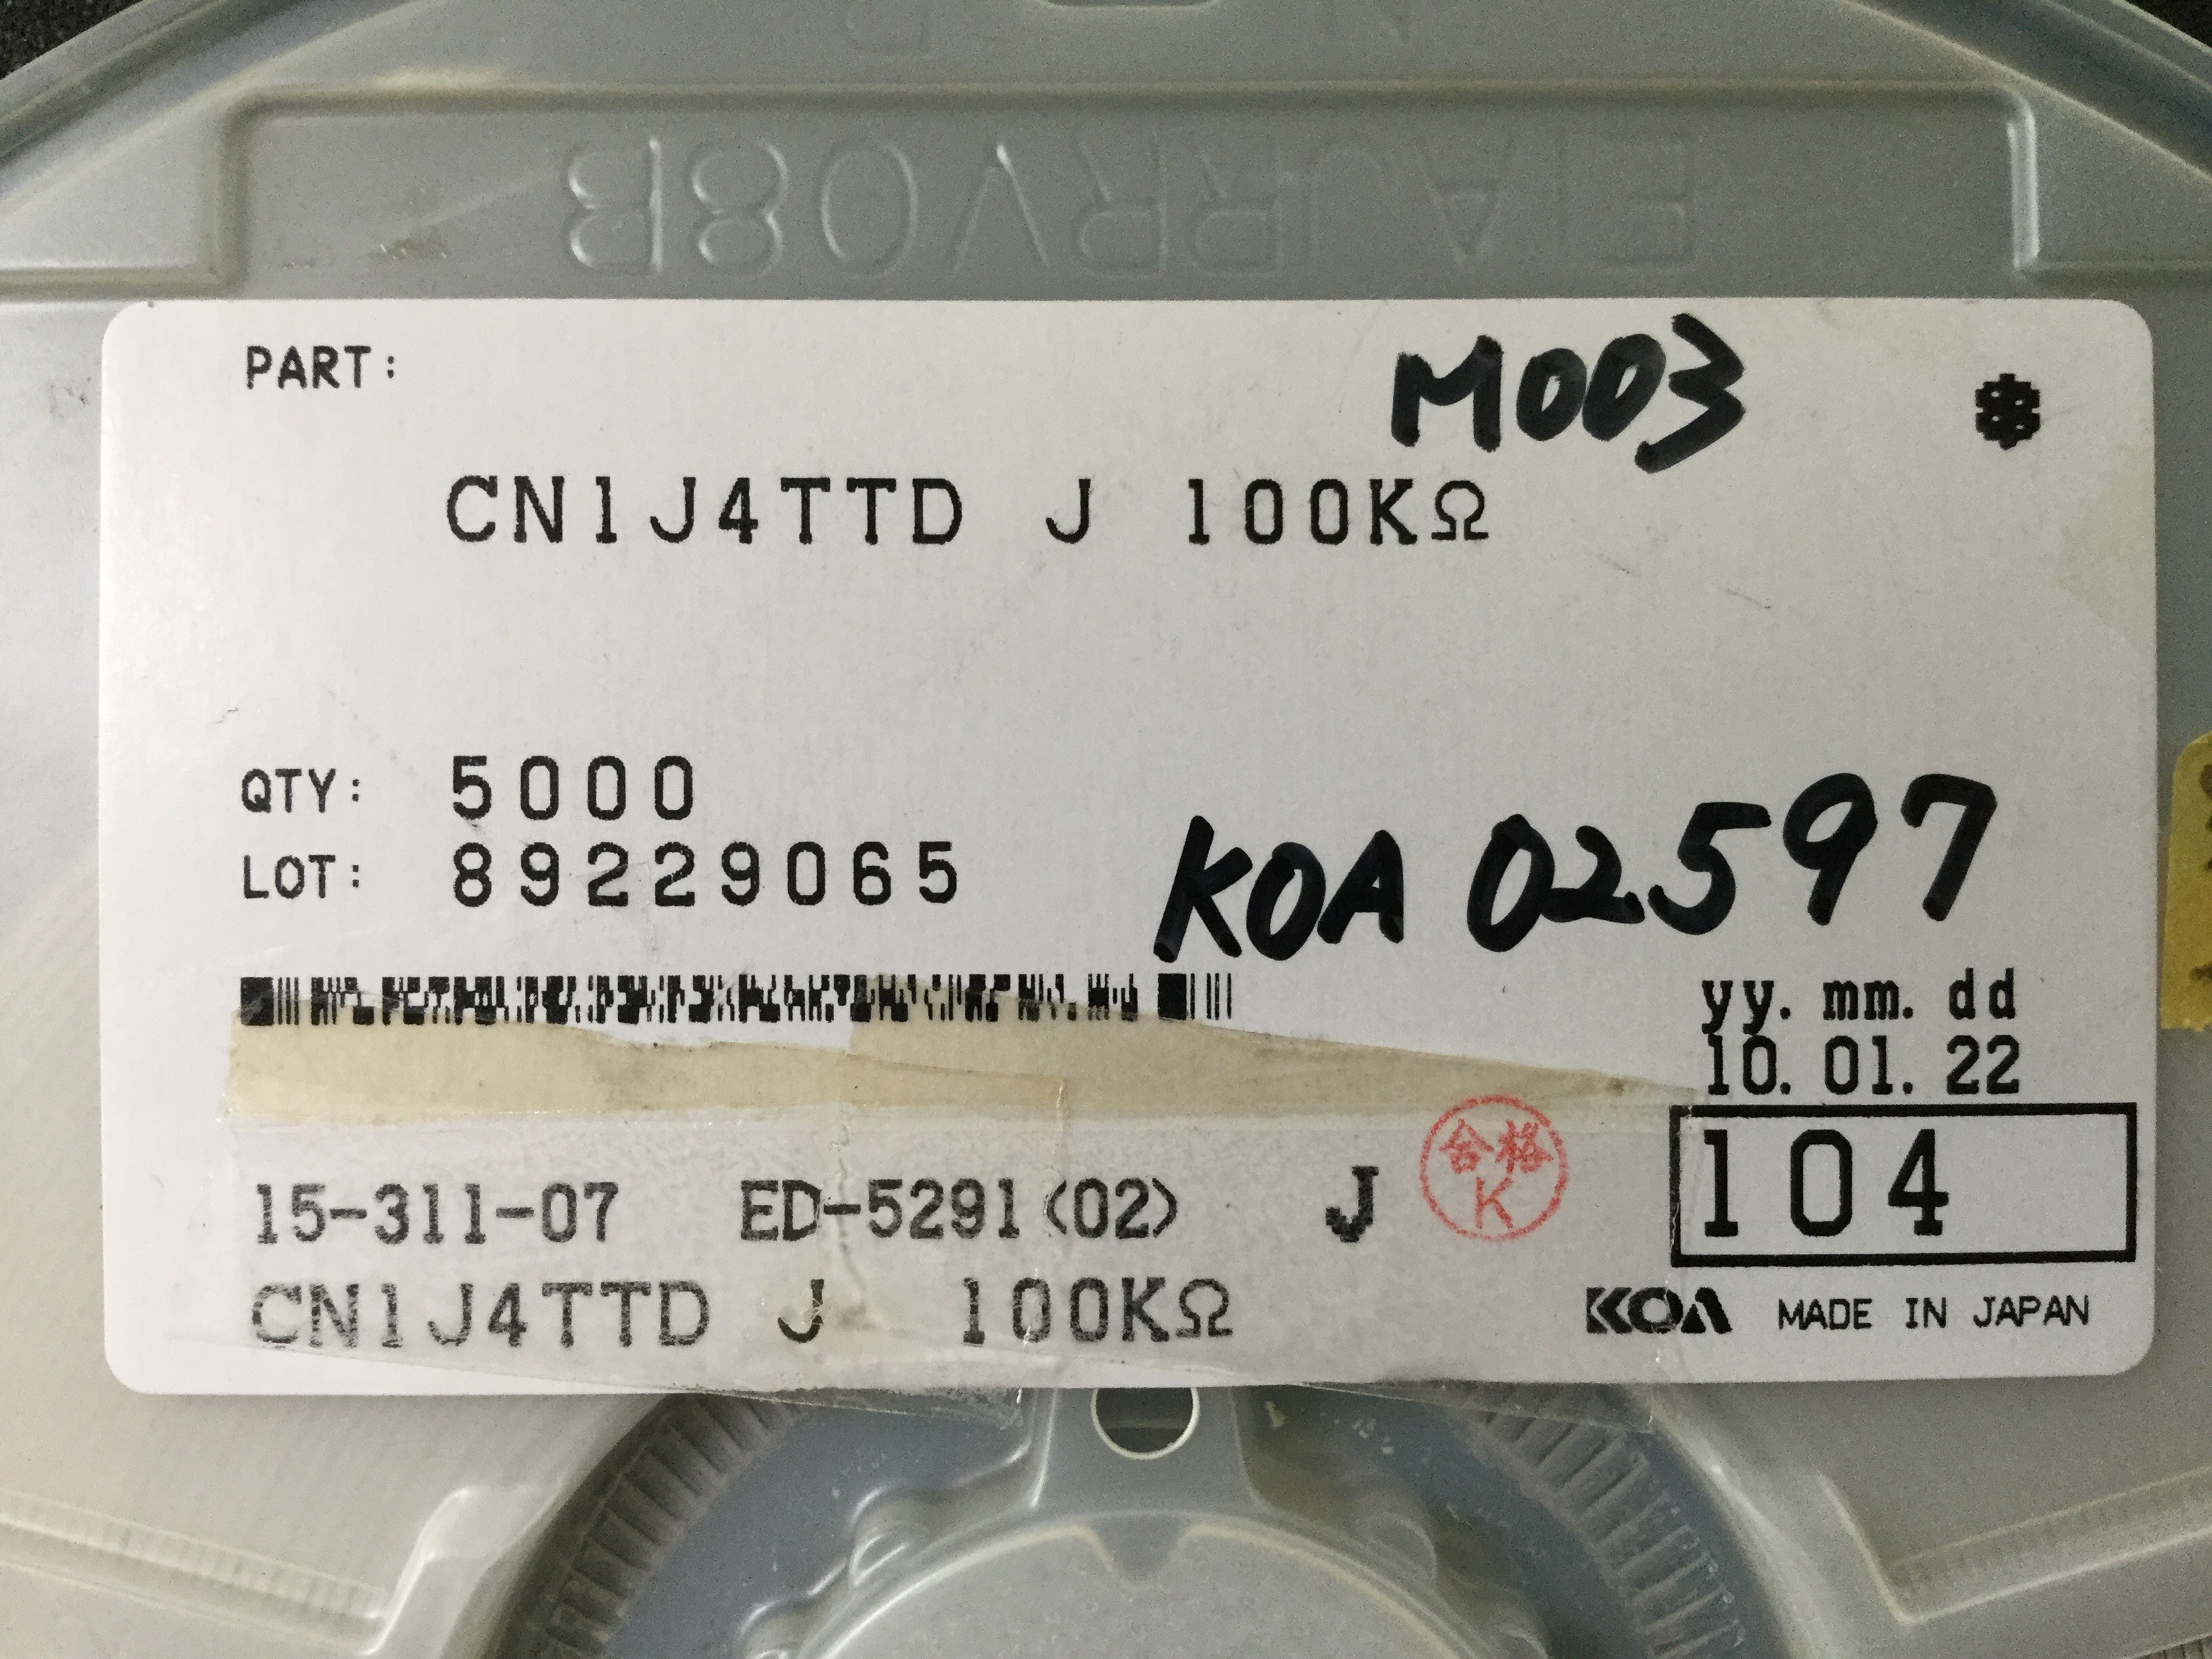 EIAJRRV08B
PART:
M003
CN1J4TTD J 100KΩ
QTY: 5000
LOT: 89229065
KOA 02597
yy. mm. dd
10. 01. 22
104
15-311-07 ED-5291(02) J
合格
K
CN1J4TTD J 100KΩ
KOA MADE IN JAPAN